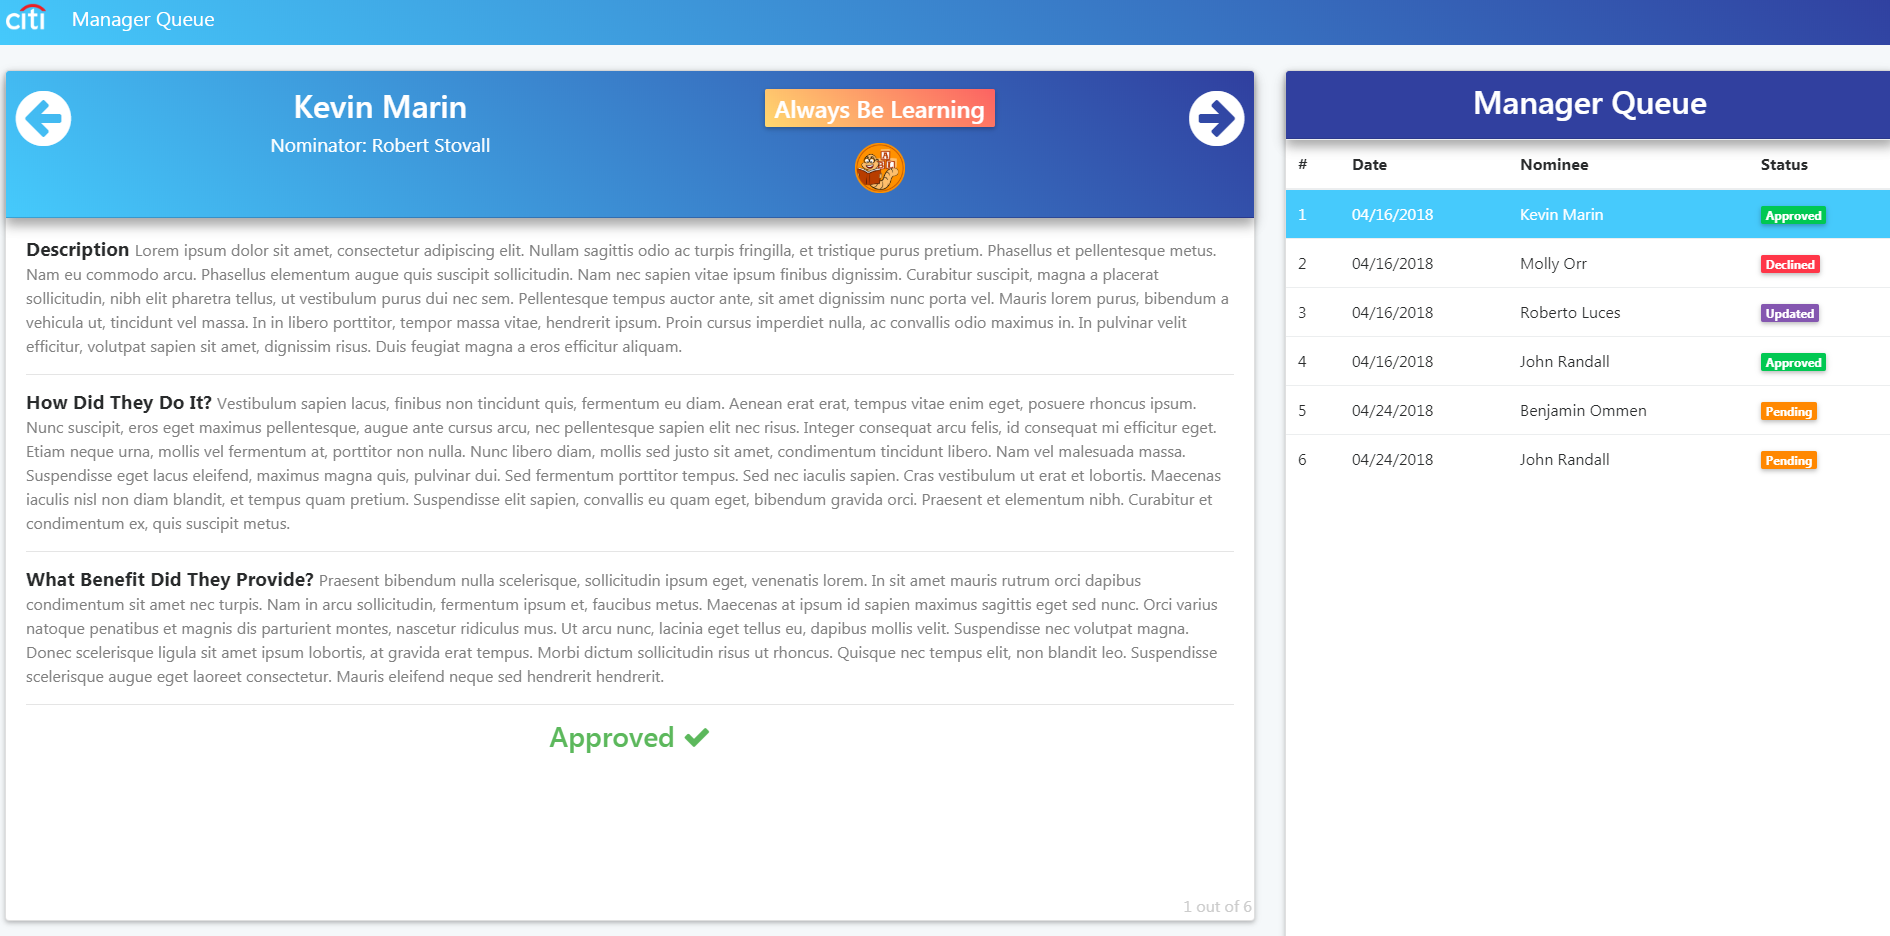 citi Manager Queue
Kevin Marin
Nominator: Robert Stovall
Always Be Learning
Description Lorem ipsum dolor sit amet, consectetur adipiscing elit. Nullam sagittis odio ac turpis fringilla, et tristique purus pretium. Phasellus et pellentesque metus.
Nam eu commodo arcu. Phasellus elementum augue quis suscipit sollicitudin. Nam nec sapien vitae ipsum finibus dignissim. Curabitur suscipit, magna a placerat
sollicitudin, nibh elit pharetra tellus, ut vestibulum purus dui nec sem. Pellentesque tempus auctor ante, sit amet dignissim nunc porta vel. Mauris lorem purus, bibendum a
vehicula ut, tincidunt vel massa. In in libero porttitor, tempor massa vitae, hendrerit ipsum. Proin cursus imperdiet nulla, ac convallis odio maximus in. In pulvinar velit
efficitur, volutpat sapien sit amet, dignissim risus. Duis feugiat magna a eros efficitur aliquam.
How Did They Do It? Vestibulum sapien lacus, finibus non tincidunt quis, fermentum eu diam. Aenean erat erat, tempus vitae enim eget, posuere rhoncus ipsum.
Nunc suscipit, eros eget maximus pellentesque, augue ante cursus arcu, nec pellentesque sapien elit nec risus. Integer consequat arcu felis, id consequat mi efficitur eget.
Etiam neque urna, mollis vel fermentum at, porttitor non nulla. Nunc libero diam, mollis sed justo sit amet, condimentum tincidunt libero. Nam vel malesuada massa.
Suspendisse eget lacus eleifend, maximus magna quis, pulvinar dui. Sed fermentum porttitor tempus. Sed nec iaculis sapien. Cras vestibulum ut erat et lobortis. Maecenas
iaculis nisl non diam blandit, et tempus quam pretium. Suspendisse elit sapien, convallis eu quam eget, bibendum gravida orci. Praesent et elementum nibh. Curabitur et
condimentum ex, quis suscipit metus.
What Benefit Did They Provide? Praesent bibendum nulla scelerisque, sollicitudin ipsum eget, venenatis lorem. In sit amet mauris rutrum orci dapibus
condimentum sit amet nec turpis. Nam in arcu sollicitudin, fermentum ipsum et, faucibus metus. Maecenas at ipsum id sapien maximus sagittis eget sed nunc. Orci varius
natoque penatibus et magnis dis parturient montes, nascetur ridiculus mus. Ut arcu nunc, lacinia eget tellus eu, dapibus mollis velit. Suspendisse nec volutpat magna.
Donec scelerisque ligula sit amet ipsum lobortis, at gravida erat tempus. Morbi dictum sollicitudin risus ut rhoncus. Quisque nec tempus elit, non blandit leo. Suspendisse
scelerisque augue eget laoreet consectetur. Mauris eleifend neque sed hendrerit hendrerit.
Approved
1 out of 6
Manager Queue
# Date Nominee Status
1 04/16/2018 Kevin Marin Approved
2 04/16/2018 Molly Orr Declined
3 04/16/2018 Roberto Luces Updated
4 04/16/2018 John Randall Approved
5 04/24/2018 Benjamin Ommen Pending
6 04/24/2018 John Randall Pending